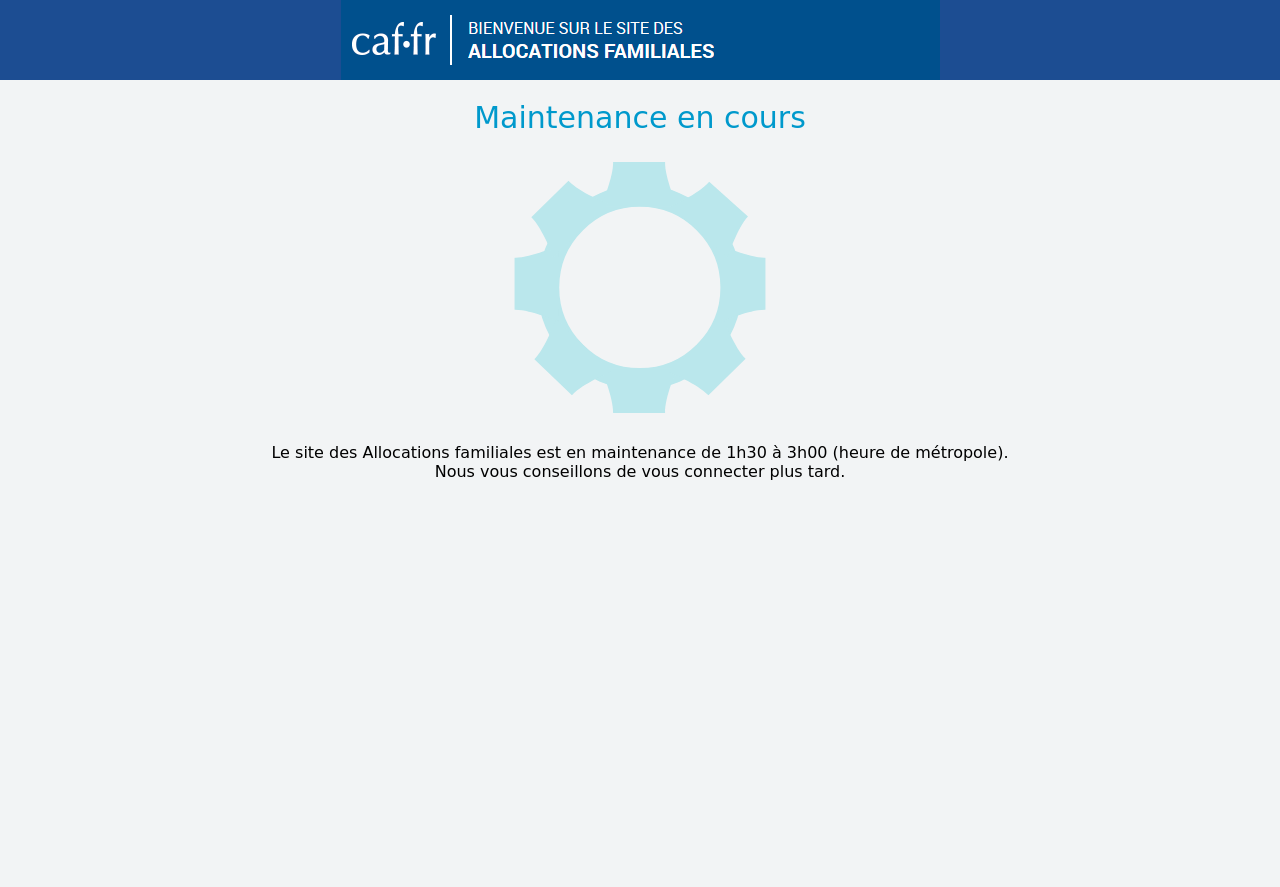 caf.fr
BIENVENUE SUR LE SITE DES
ALLOCATIONS FAMILIALES
Maintenance en cours
Le site des Allocations familiales est en maintenance de 1h30 à 3h00 (heure de métropole).
Nous vous conseillons de vous connecter plus tard.